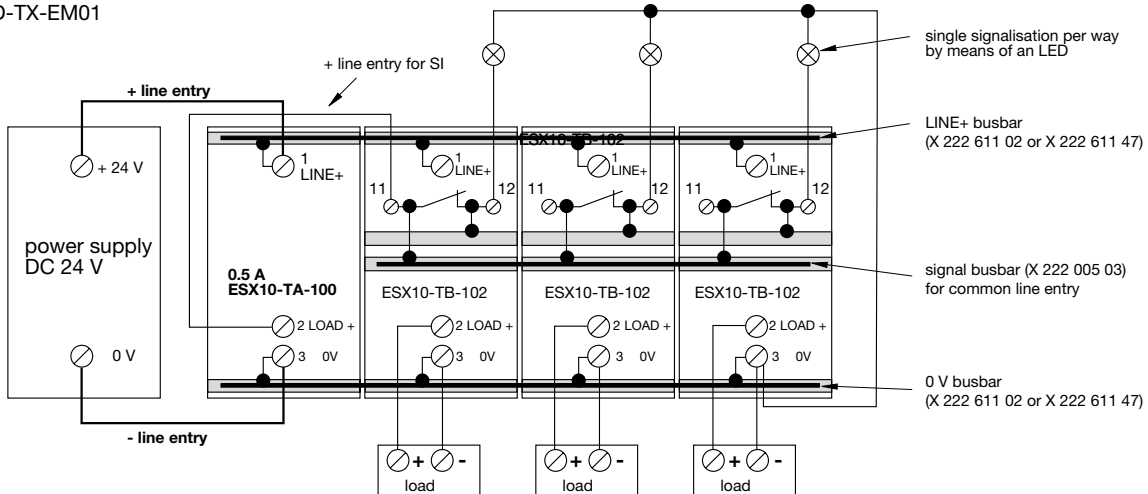 D-TX-EM01
single signalisation per way
by means of an LED
+ line entry for SI
+ line entry
LINE+ busbar
(X 222 611 02 or X 222 611 47)
ESX10-TB-102
+ 24 V
1
LINE+
1
LINE+
1
LINE+
1
LINE+
11
12
11
12
11
12
power supply
DC 24 V
0.5 A
ESX10-TA-100
ESX10-TB-102
ESX10-TB-102
ESX10-TB-102
signal busbar (X 222 005 03)
for common line entry
2 LOAD +
2 LOAD +
2 LOAD +
2 LOAD +
0 V
3 0V
3 0V
3 0V
3 0V
0 V busbar
(X 222 611 02 or X 222 611 47)
- line entry
+ -
+ -
+ -
load
load
load